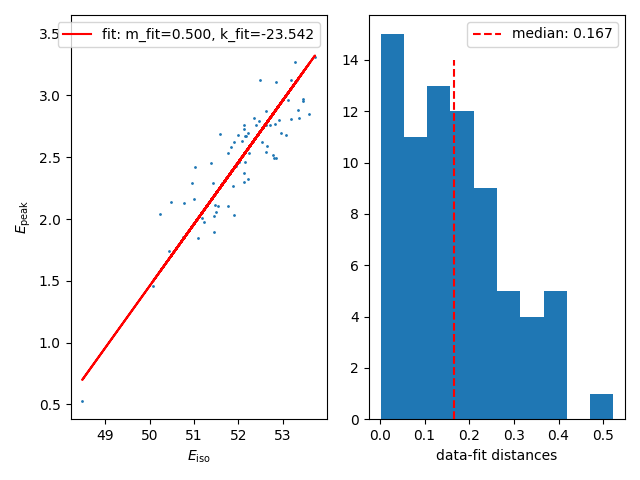 fit: m_fit=0.500, k_fit=-23.542
3.5
3.0
2.5
2.0
1.5
1.0
0.5
E_peak
49 50 51 52 53
E_iso
median: 0.167
14
12
10
8
6
4
2
0
0.0 0.1 0.2 0.3 0.4 0.5
data-fit distances